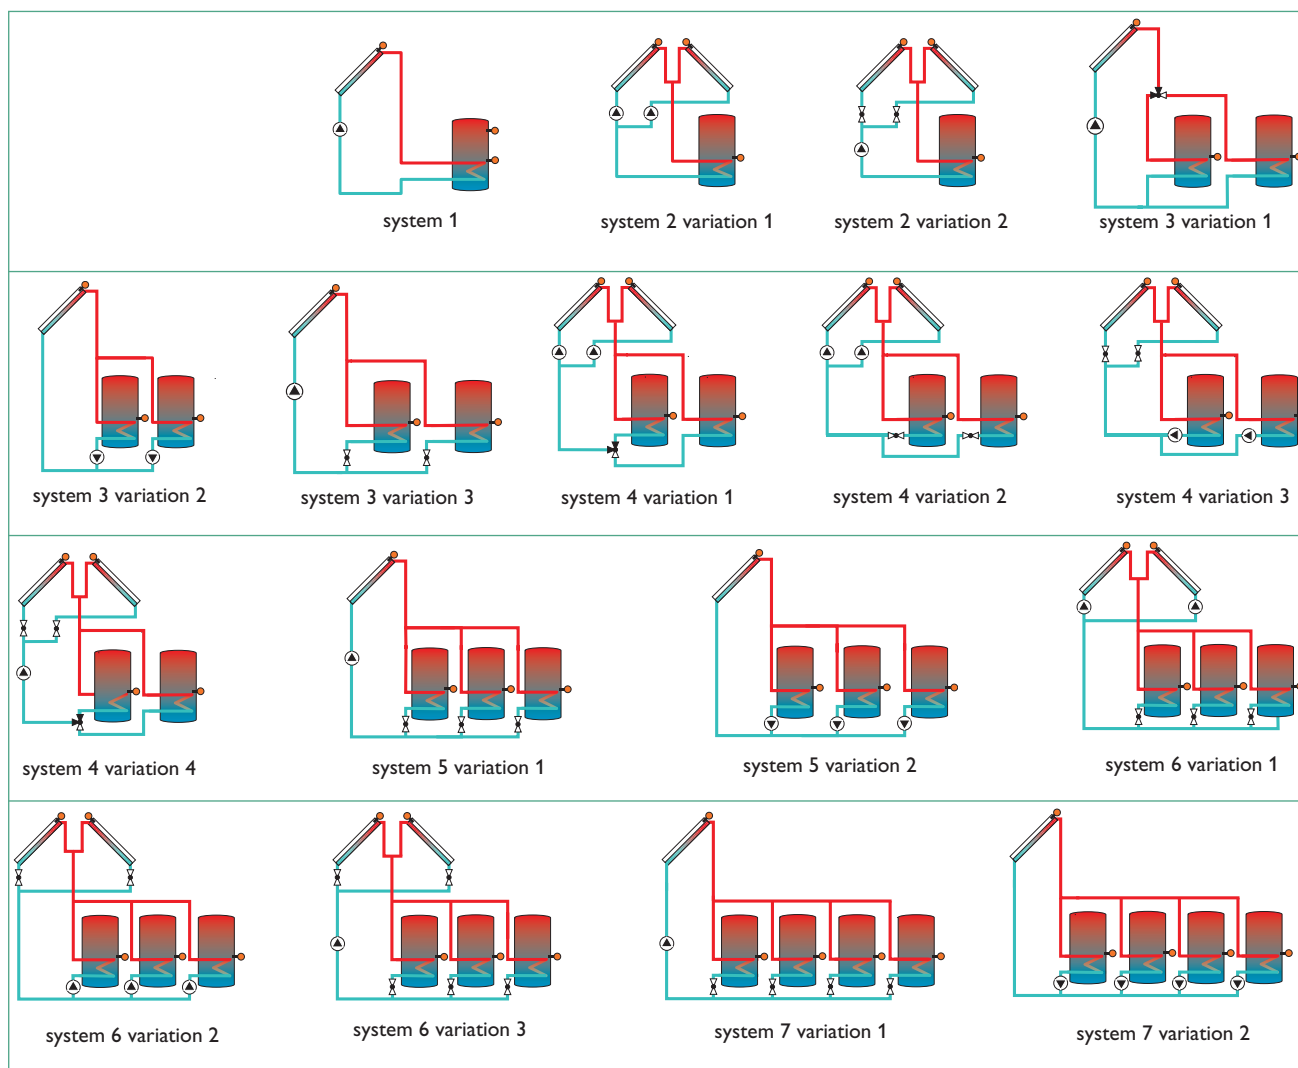 system 1
system 2 variation 1
system 2 variation 2
system 3 variation 1
system 3 variation 2
system 3 variation 3
system 4 variation 1
system 4 variation 2
system 4 variation 3
system 4 variation 4
system 5 variation 1
system 5 variation 2
system 6 variation 1
system 6 variation 2
system 6 variation 3
system 7 variation 1
system 7 variation 2